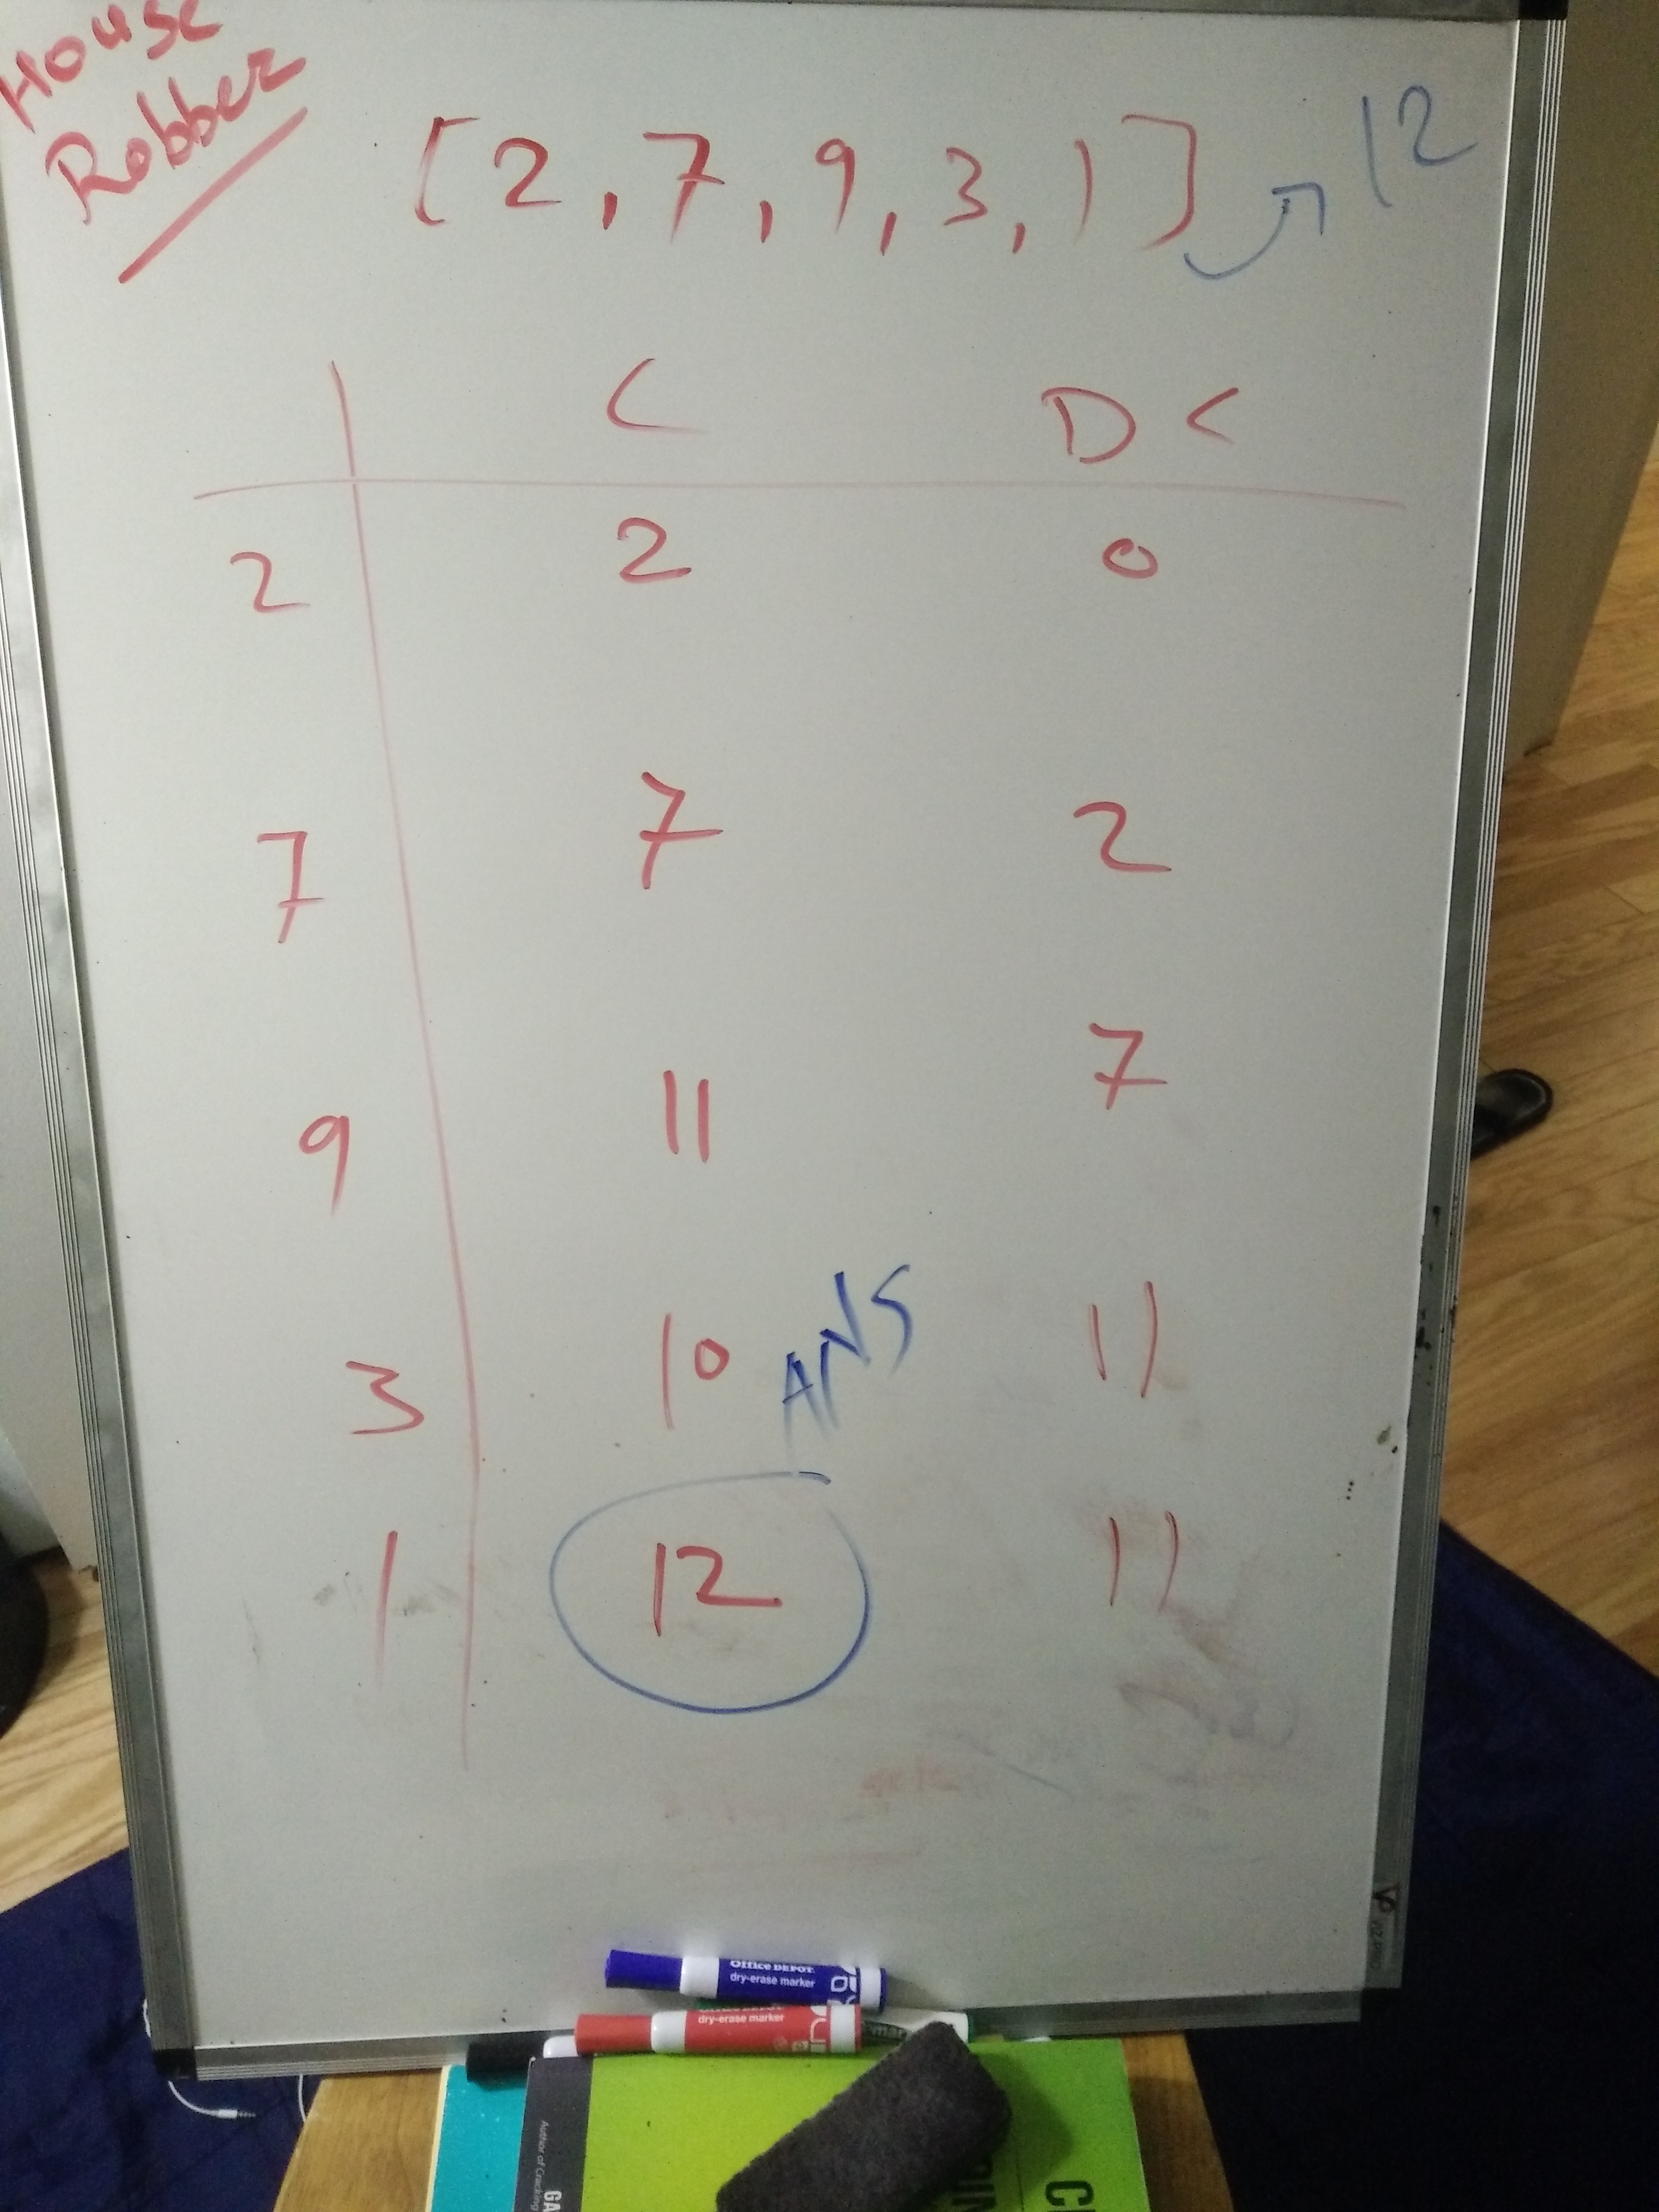 House
Robber
[2, 7, 9, 3, 1] 12
C DC
2 2 0
7 7 2
9 11 7
3 10 11
ANS
1 12 11
OFFICE DEPOT
dry-erase marker
dry-erase marker
Author of Cracking
GA